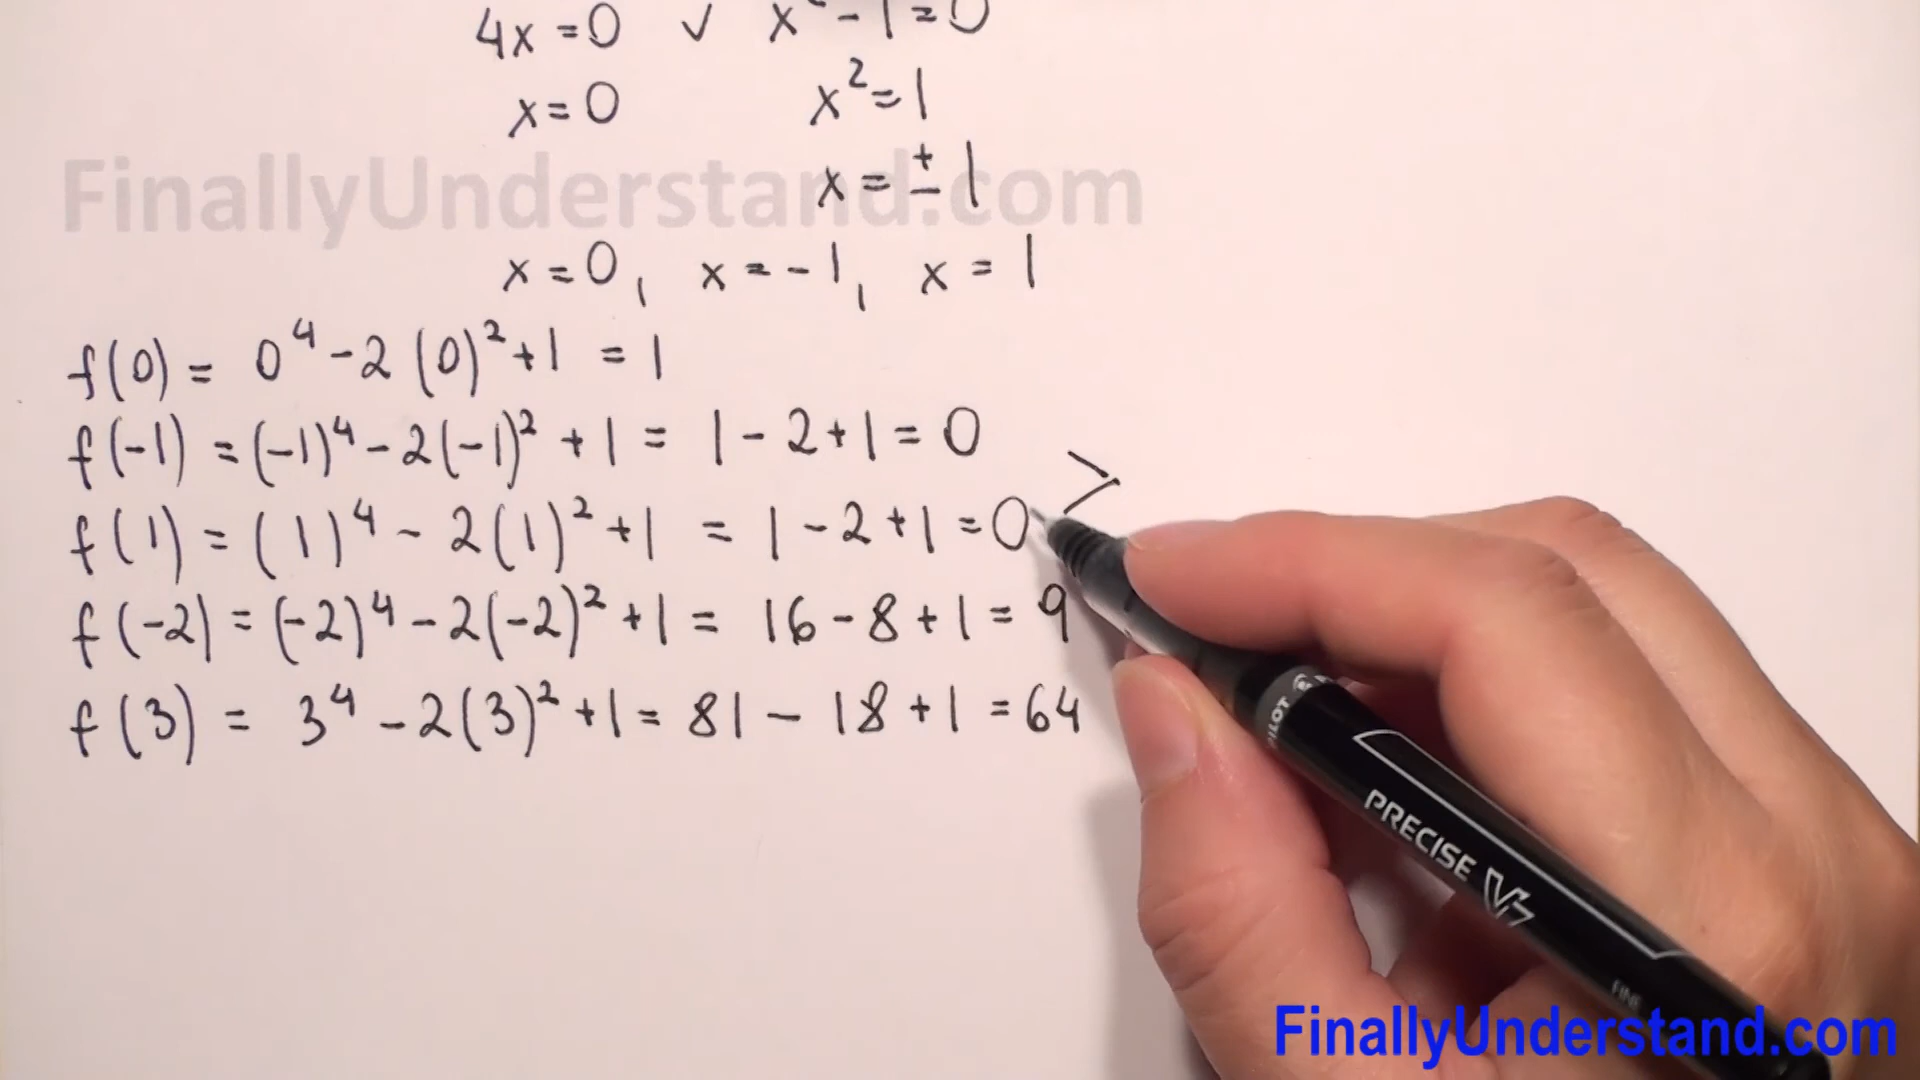 4x = 0 ∨ x² - 1 = 0
x = 0 x² = 1
FinallyUnderstand.com
x = ± 1
x = 0, x = -1, x = 1
f(0) = 0⁴ - 2(0)² + 1 = 1
f(-1) = (-1)⁴ - 2(-1)² + 1 = 1 - 2 + 1 = 0
>
f(1) = (1)⁴ - 2(1)² + 1 = 1 - 2 + 1 = 0
f(-2) = (-2)⁴ - 2(-2)² + 1 = 16 - 8 + 1 = 9
f(3) = 3⁴ - 2(3)² + 1 = 81 - 18 + 1 = 64
PILOT
PRECISE V7
FINE
FinallyUnderstand.com